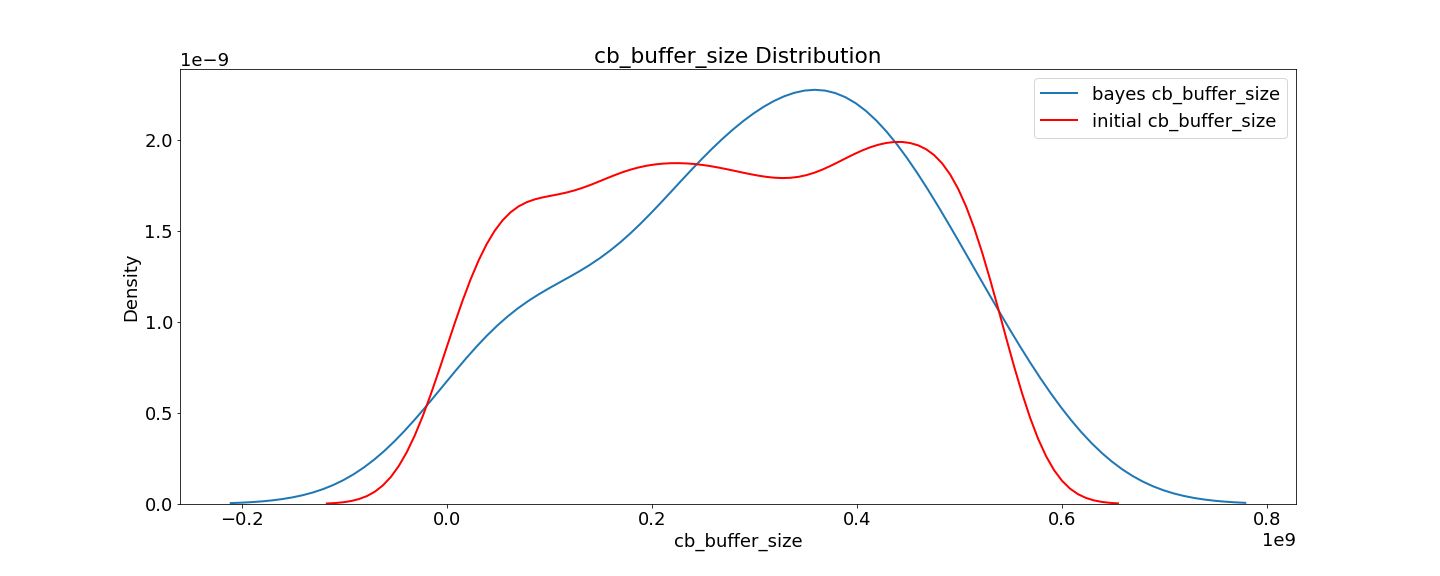 cb_buffer_size Distribution
1e−9
bayes cb_buffer_size
initial cb_buffer_size
2.0
1.5
1.0
0.5
0.0
Density
−0.2
0.0
0.2
0.4
0.6
0.8
1e9
cb_buffer_size